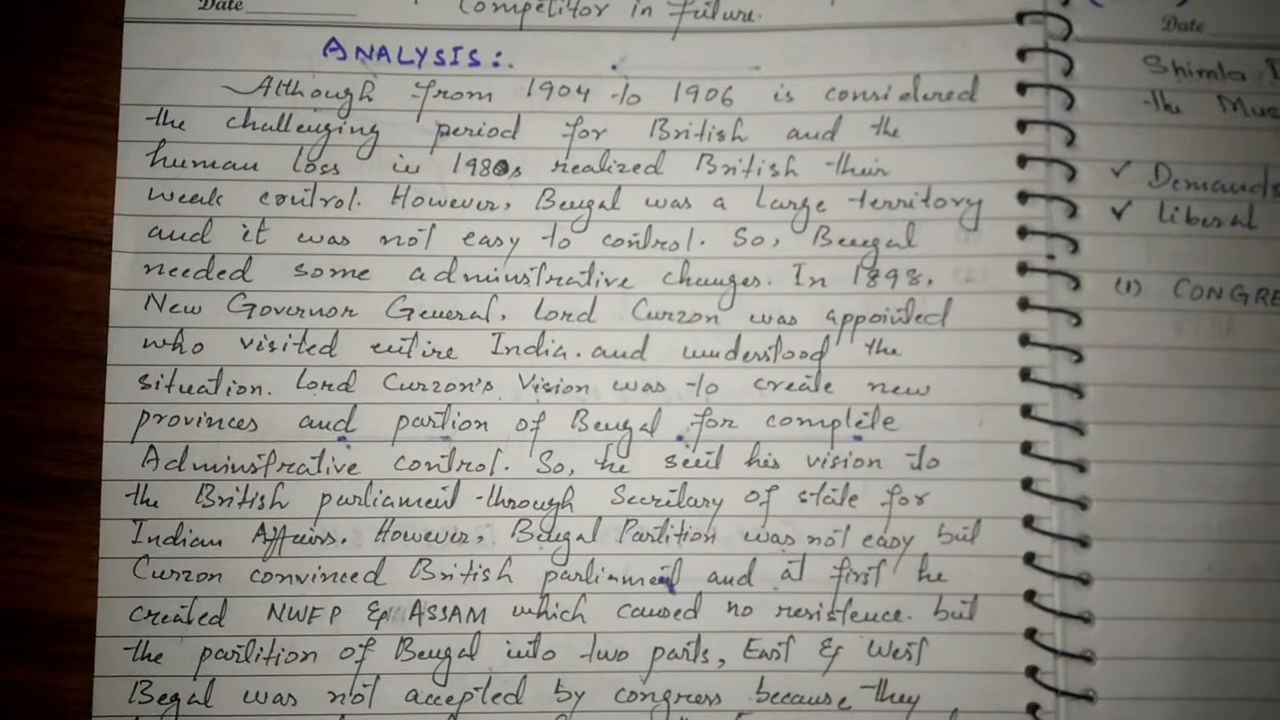 Date
Competitor in Future.
ANALYSIS:.
Although from 1904 to 1906 is considered
the challenging period for British and the
human loss in 1980s realized British their
weak control. However, Bengal was a large territory
and it was not easy to control. So, Bengal
needed some adminstrative changes. In 1898,
New Governor General, lord Curzon was appointed
who visited entire India. and understood the
situation. lord Curzon's Vision was to create new
provinces and partion of Bengal for complete
Adminstrative control. So, he sent his vision to
the British parliament through Secretary of state for
Indian Affairs. However, Bengal Partition was not easy but
Curzon convinced British parliament and at first he
created NWFP & ASSAM which caused no resistence. but
the partition of Bengal into two parts, East & West
Begal was not accepted by congress because they
Date
Shimla
the Mus
✓ Demands
✓ liberal
(1) CONGRE